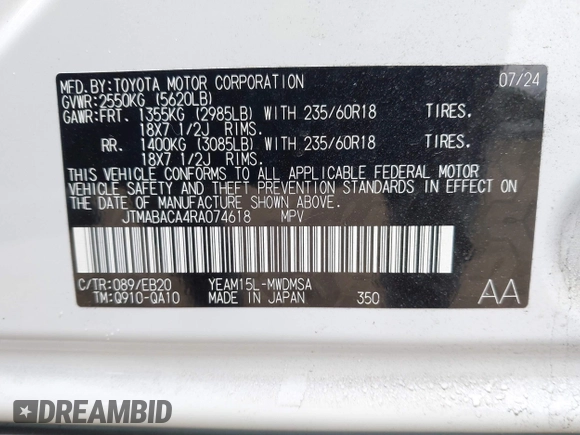 MFD.BY:TOYOTA MOTOR CORPORATION 07/24
GVWR:2550KG (5620LB)
GAWR:FRT. 1355KG (2985LB) WITH 235/60R18 TIRES.
18X7 1/2J RIMS.
RR. 1400KG (3085LB) WITH 235/60R18 TIRES.
18X7 1/2J RIMS.
THIS VEHICLE CONFORMS TO ALL APPLICABLE FEDERAL MOTOR
VEHICLE SAFETY AND THEFT PREVENTION STANDARDS IN EFFECT
ON THE DATE OF MANUFACTURE SHOWN ABOVE.
JTMABACA4RA074618 MPV
C/TR:089/EB20 YEAM15L-MWDMSA AA
TM:Q910-QA10 MADE IN JAPAN 350
DREAMBID